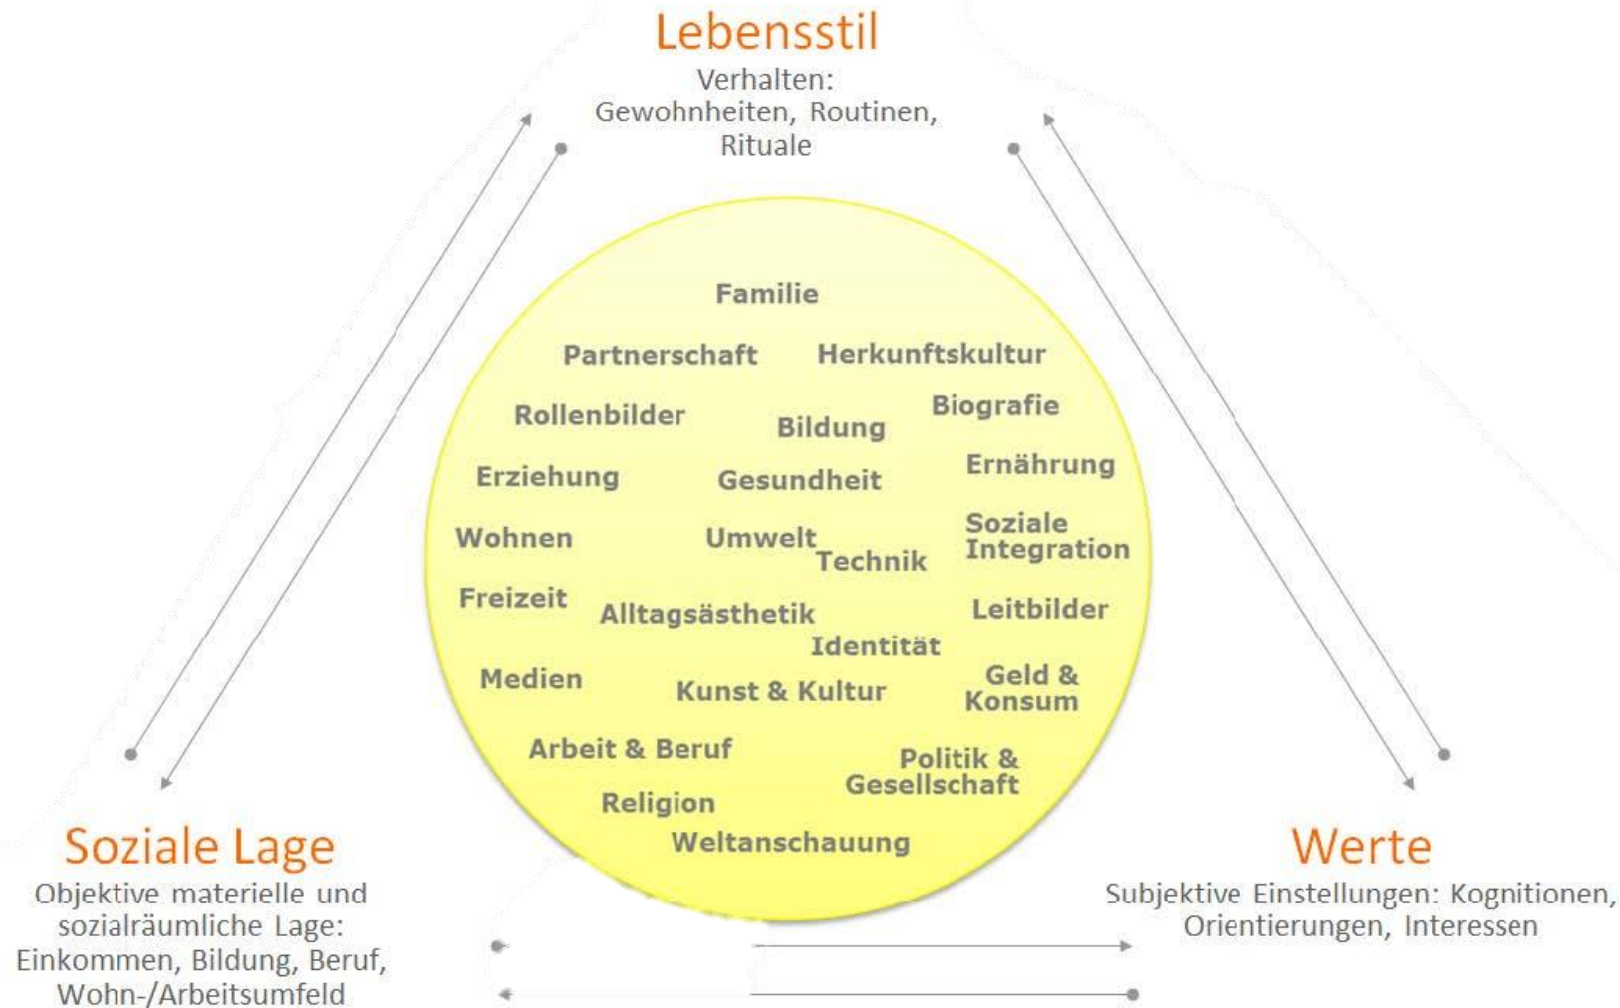 Lebensstil
Verhalten:
Gewohnheiten, Routinen,
Rituale
Familie
Partnerschaft
Herkunftskultur
Rollenbilder
Bildung
Biografie
Erziehung
Gesundheit
Ernährung
Wohnen
Umwelt
Technik
Soziale
Integration
Freizeit
Alltagsästhetik
Leitbilder
Identität
Medien
Kunst & Kultur
Geld &
Konsum
Arbeit & Beruf
Politik &
Gesellschaft
Religion
Weltanschauung
Soziale Lage
Objektive materielle und
sozialräumliche Lage:
Einkommen, Bildung, Beruf,
Wohn-/Arbeitsumfeld
Werte
Subjektive Einstellungen: Kognitionen,
Orientierungen, Interessen